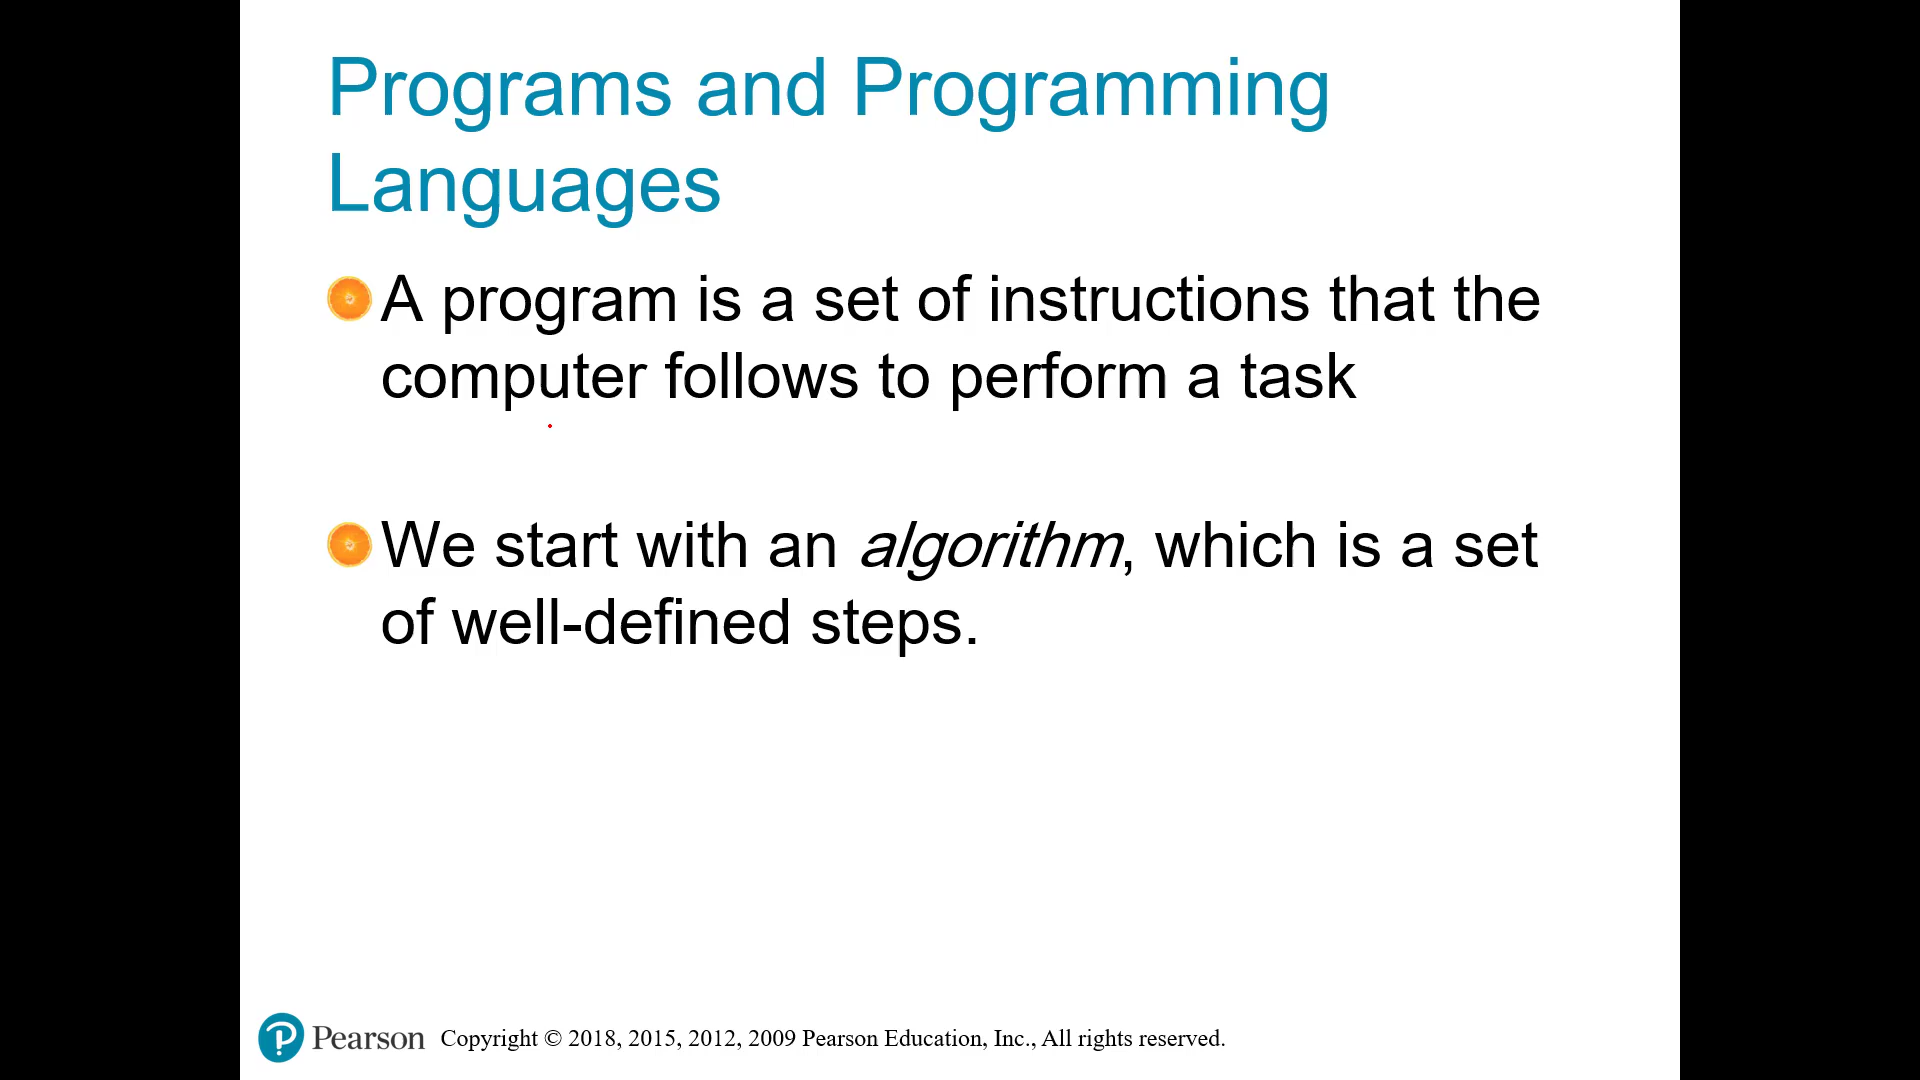 Programs and Programming
Languages
A program is a set of instructions that the
computer follows to perform a task
We start with an algorithm, which is a set
of well-defined steps.
Pearson Copyright © 2018, 2015, 2012, 2009 Pearson Education, Inc., All rights reserved.